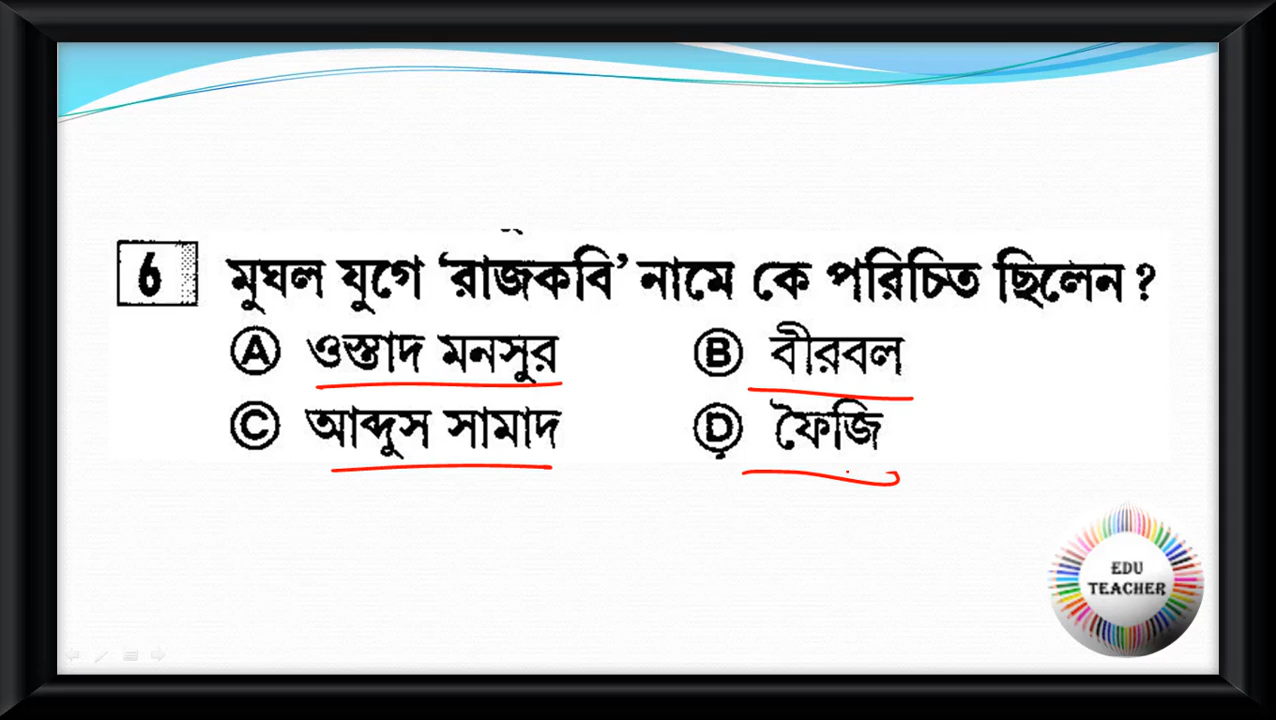 6 মুঘল যুগে ‘রাজকবি’ নামে কে পরিচিত ছিলেন?
A ওস্তাদ মনসুর B বীরবল
C আব্দুস সামাদ D ফৈজি
EDU
TEACHER